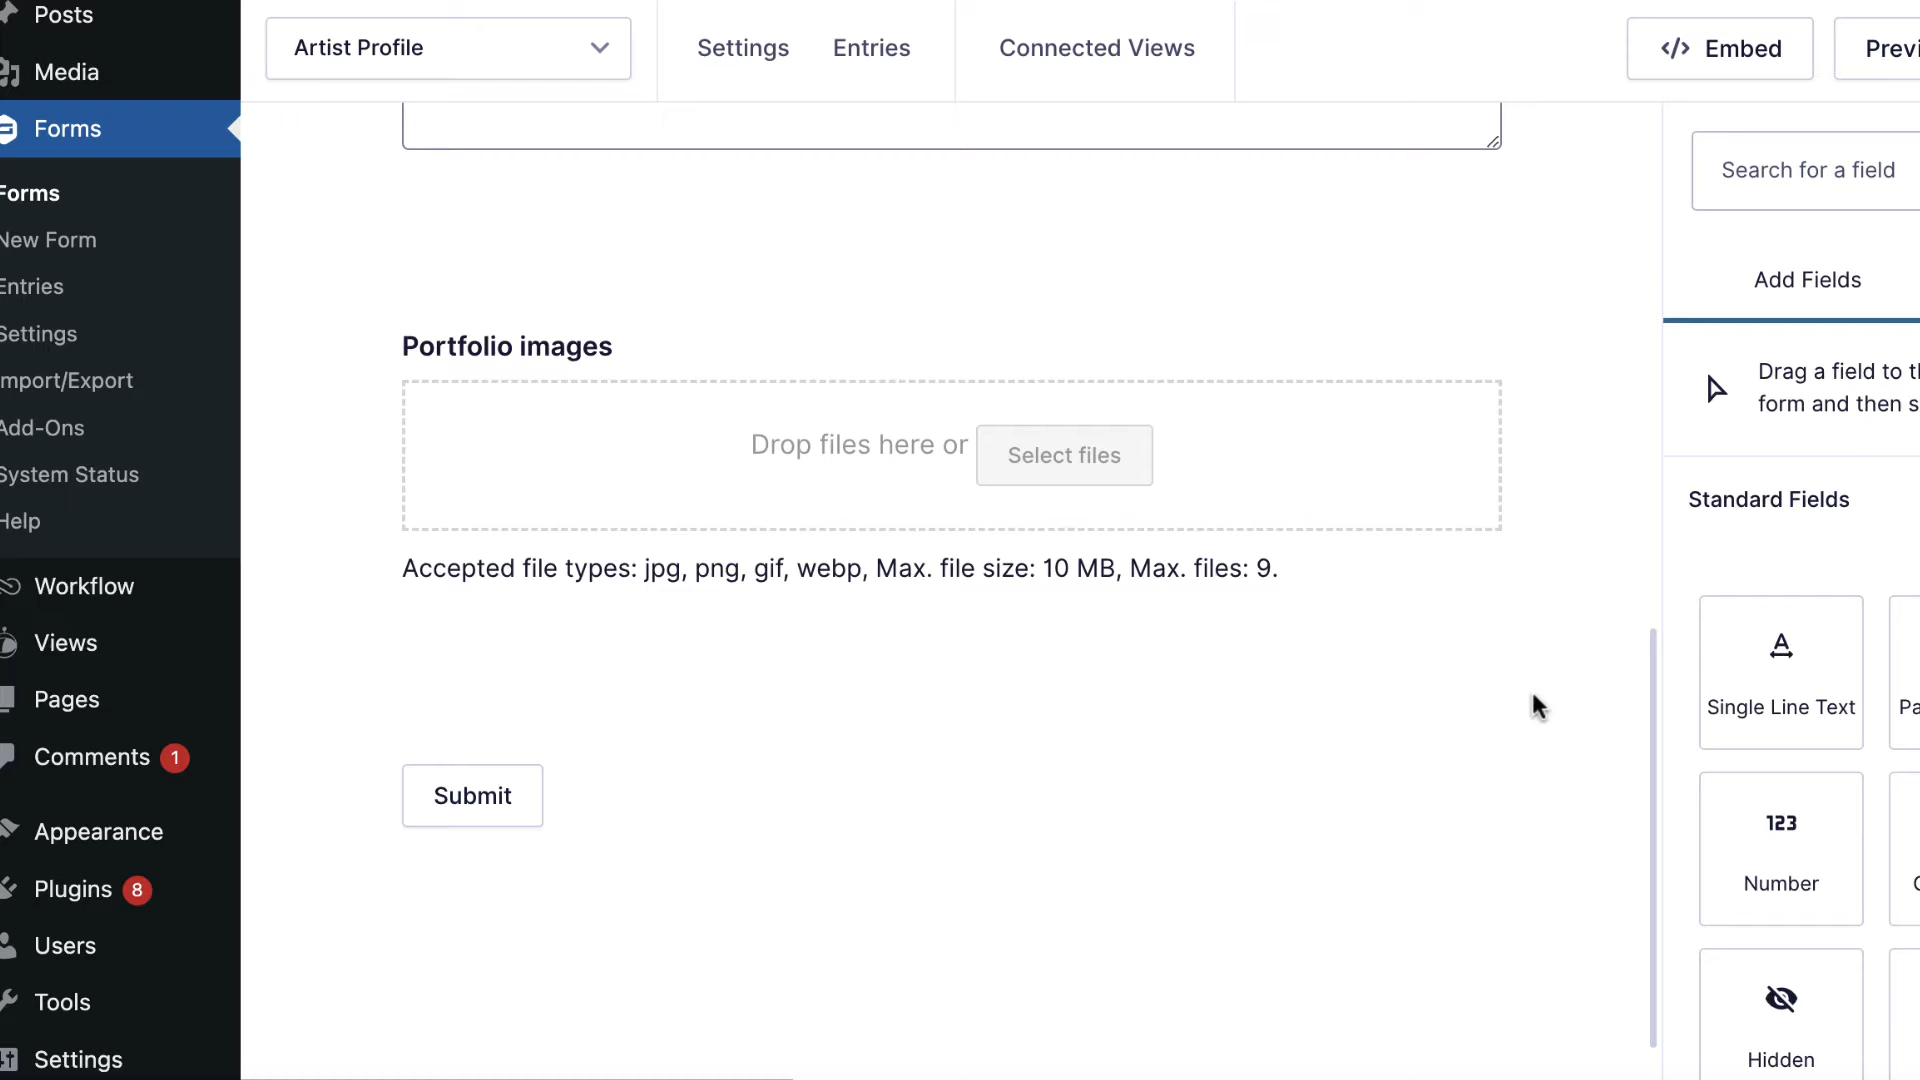 Posts
Media
Forms
Forms
New Form
Entries
Settings
Import/Export
Add-Ons
System Status
Help
Workflow
Views
Pages
Comments 1
Appearance
Plugins 8
Users
Tools
Settings
Artist Profile
Settings
Entries
Connected Views
</> Embed
Previ
Portfolio images
Drop files here or
Select files
Accepted file types: jpg, png, gif, webp, Max. file size: 10 MB, Max. files: 9.
Submit
Search for a field
Add Fields
Drag a field to th
form and then s
Standard Fields
Single Line Text
Pa
123
Number
Hidden